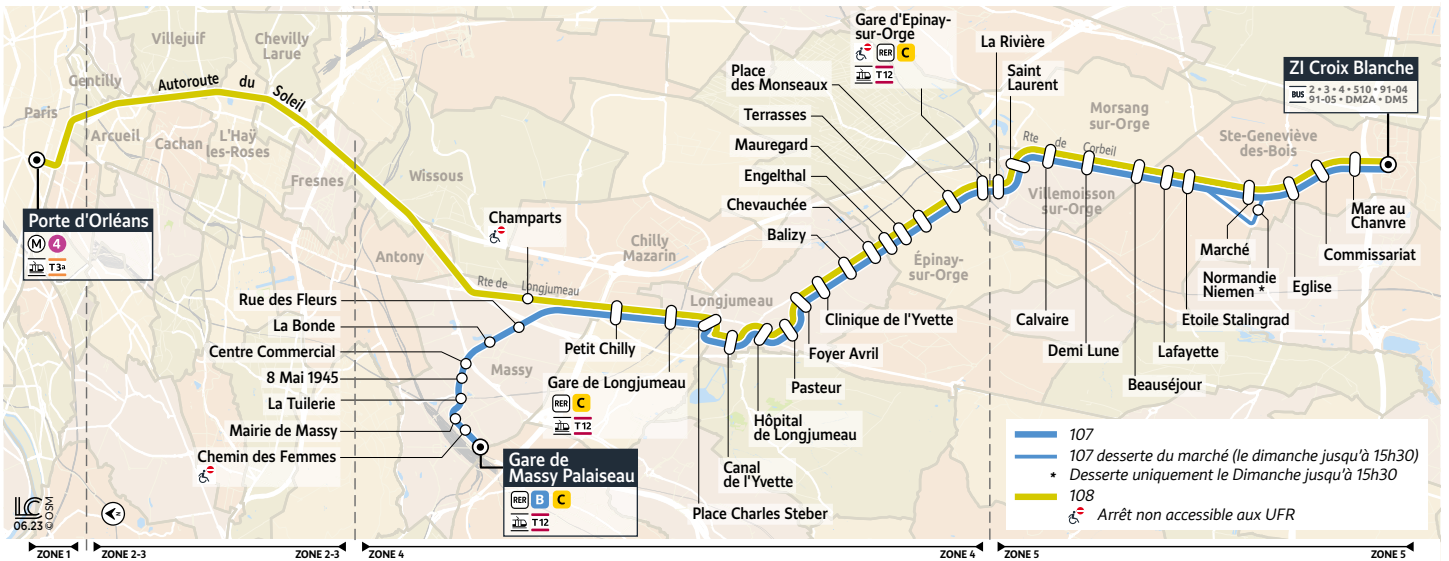 Villejuif
Chevilly
Larue
Gentilly
Paris
Autoroute du Soleil
Arcueil
Cachan
L'Haÿ
les-Roses
Fresnes
Wissous
Antony
Chilly
Mazarin
Massy
Longjumeau
Épinay-
sur-Orge
Villemoisson
sur-Orge
Morsang
sur-Orge
Ste-Geneviève
des-Bois
Rte de Longjumeau
Rte de Corbeil
Porte d'Orléans
M 4
T3a
Champarts
Rue des Fleurs
La Bonde
Centre Commercial
8 Mai 1945
La Tuilerie
Mairie de Massy
Chemin des Femmes
Gare de
Massy Palaiseau
RER B C
T12
Petit Chilly
Gare de Longjumeau
RER C
T12
Place Charles Steber
Canal
de l'Yvette
Hôpital
de Longjumeau
Pasteur
Foyer Avril
Clinique de l'Yvette
Balizy
Chevauchée
Engelthal
Mauregard
Terrasses
Place
des Monseaux
Gare d'Epinay-
sur-Orge
RER C
T12
La Rivière
Saint
Laurent
Calvaire
Demi Lune
Beauséjour
Lafayette
Etoile Stalingrad
Marché
Normandie
Niemen *
Eglise
Commissariat
Mare au
Chanvre
ZI Croix Blanche
BUS 2 • 3 • 4 • 510 • 91-04
91-05 • DM2A • DM5
107
107 desserte du marché (le dimanche jusqu'à 15h30)
* Desserte uniquement le Dimanche jusqu'à 15h30
108
Arrêt non accessible aux UFR
LC
06.23 © OSM
N
ZONE 1
ZONE 2-3
ZONE 2-3
ZONE 4
ZONE 4
ZONE 5
ZONE 5